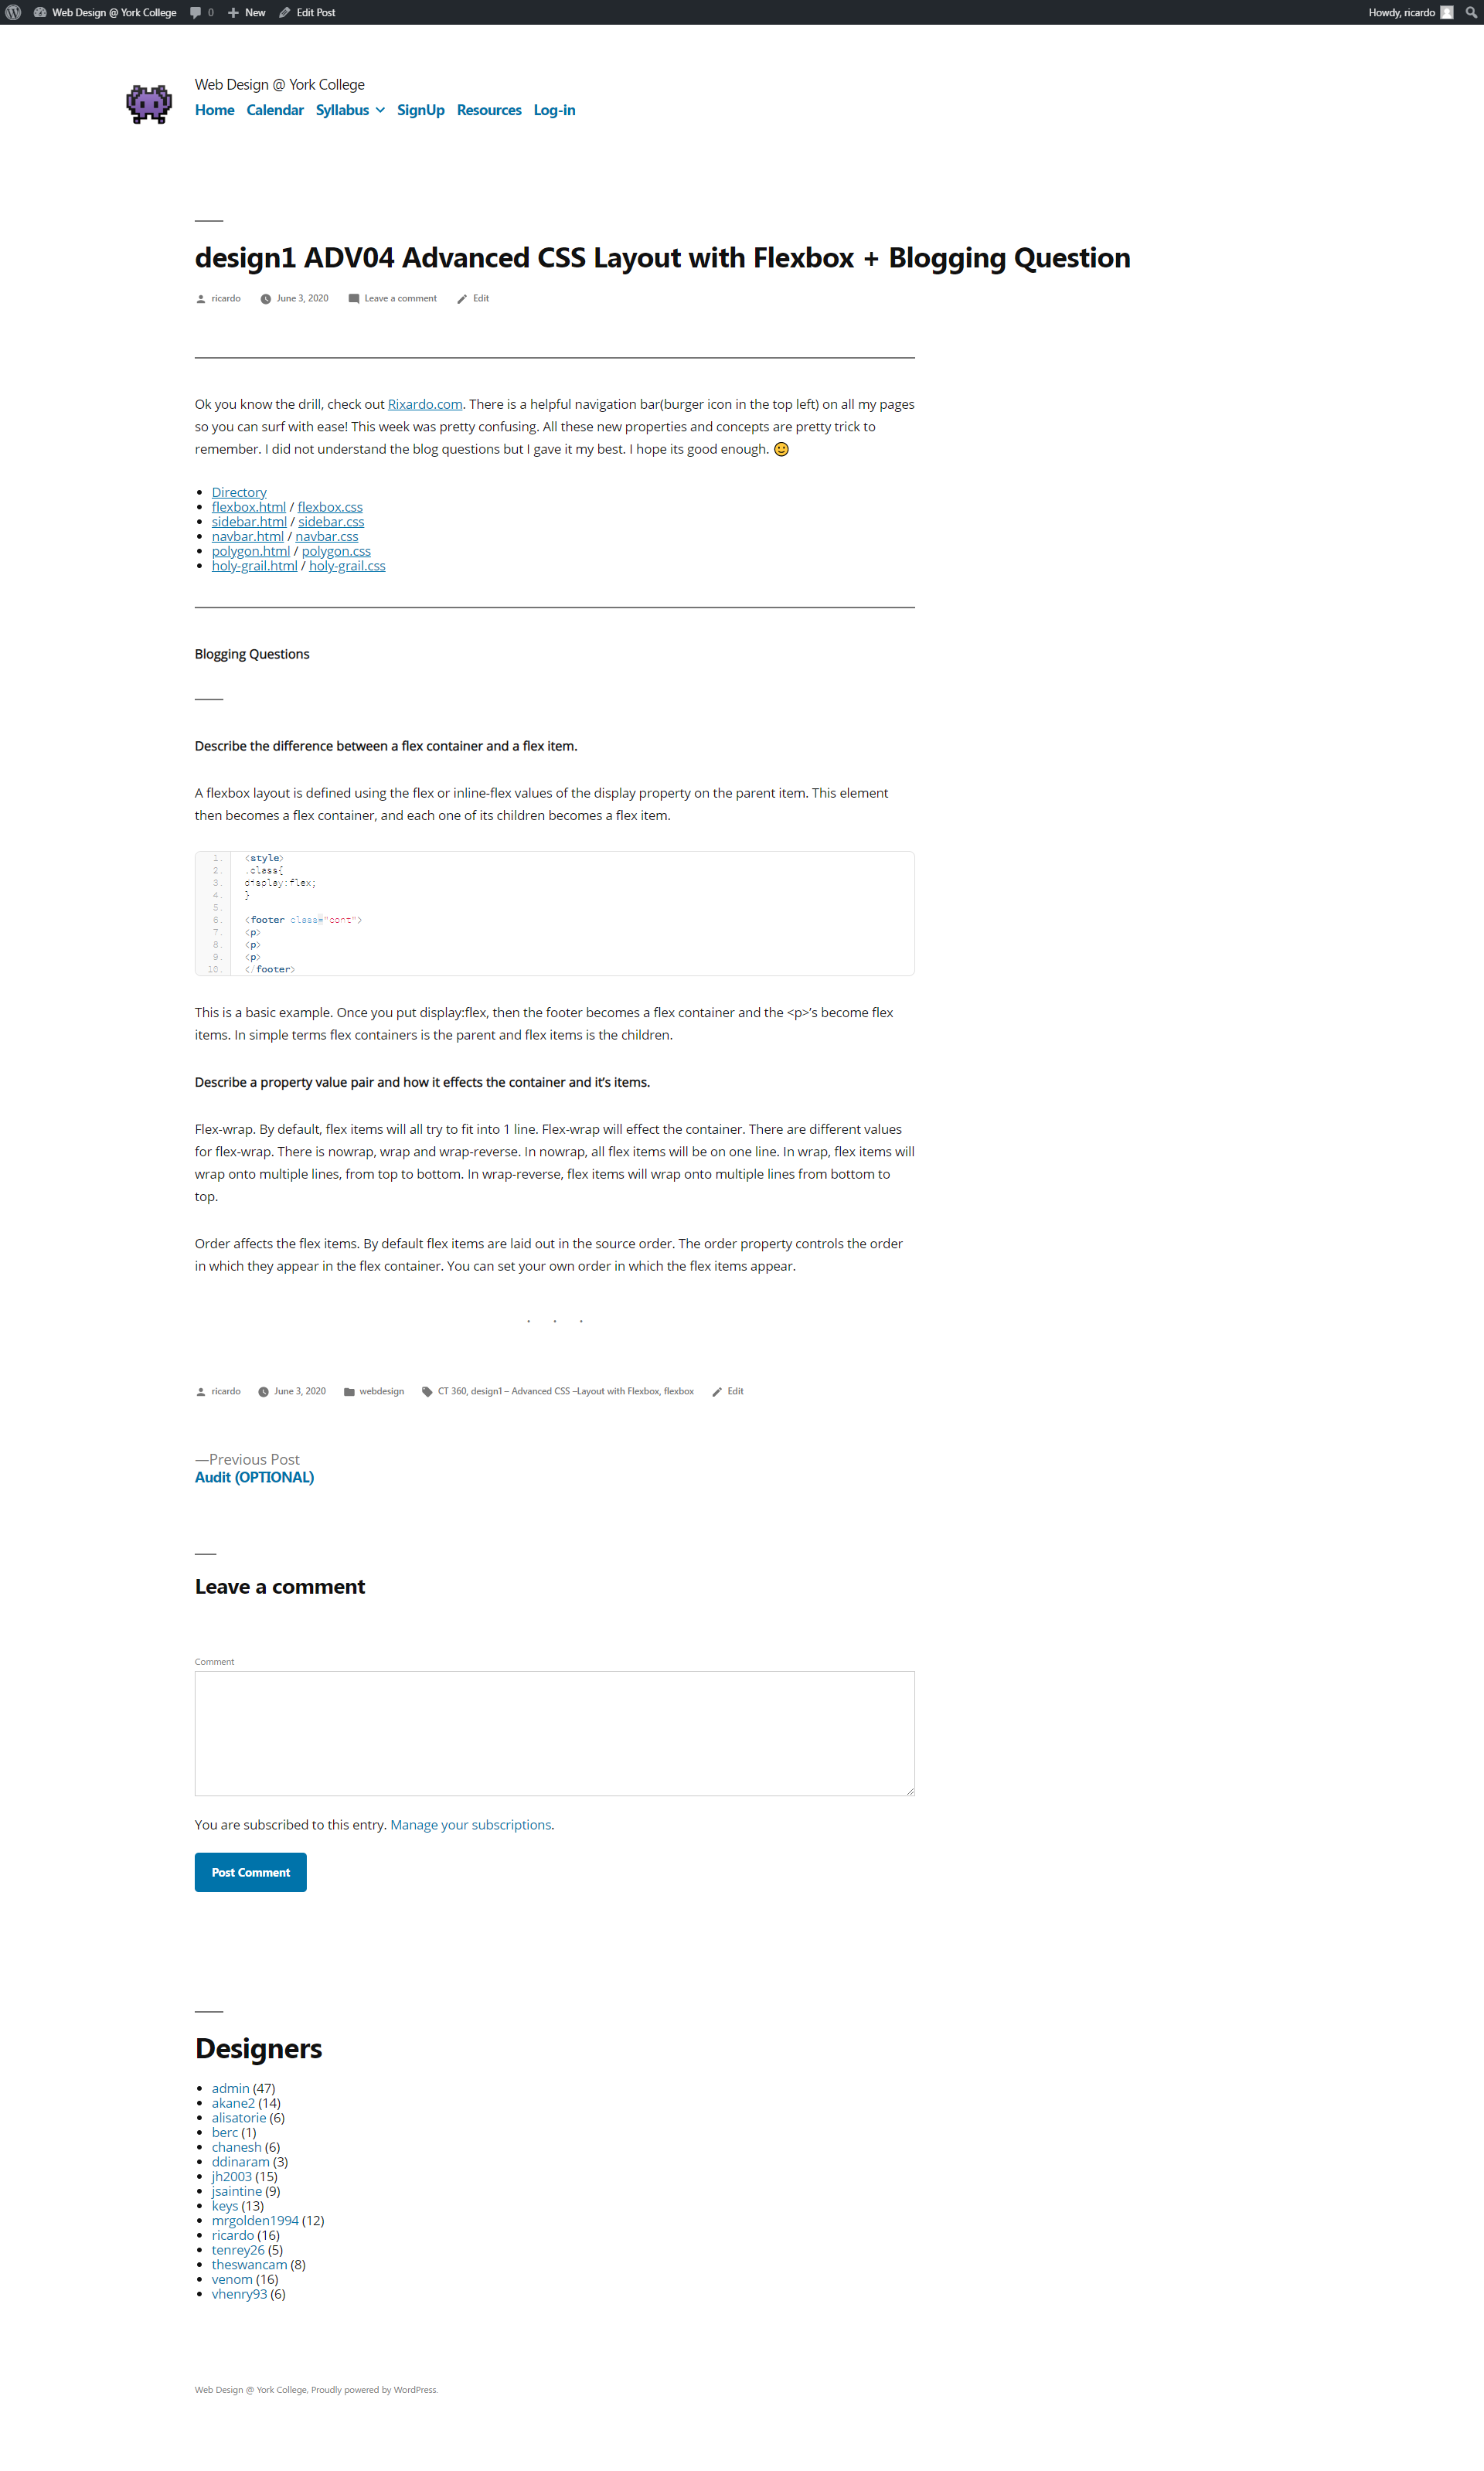 Web Design @ York College 0 New Edit Post Howdy, ricardo
Web Design @ York College
Home Calendar Syllabus SignUp Resources Log-in
design1 ADV04 Advanced CSS Layout with Flexbox + Blogging Question
ricardo June 3, 2020 Leave a comment Edit
Ok you know the drill, check out Rixardo.com. There is a helpful navigation bar(burger icon in the top left) on all my pages
so you can surf with ease! This week was pretty confusing. All these new properties and concepts are pretty trick to
remember. I did not understand the blog questions but I gave it my best. I hope its good enough. 🙂
Directory
flexbox.html / flexbox.css
sidebar.html / sidebar.css
navbar.html / navbar.css
polygon.html / polygon.css
holy-grail.html / holy-grail.css
Blogging Questions
Describe the difference between a flex container and a flex item.
A flexbox layout is defined using the flex or inline-flex values of the display property on the parent item. This element
then becomes a flex container, and each one of its children becomes a flex item.
1. <style>
2. .class{
3. display:flex;
4. }
5.
6. <footer class="cont">
7. <p>
8. <p>
9. <p>
10. </footer>
This is a basic example. Once you put display:flex, then the footer becomes a flex container and the <p>’s become flex
items. In simple terms flex containers is the parent and flex items is the children.
Describe a property value pair and how it effects the container and it’s items.
Flex-wrap. By default, flex items will all try to fit into 1 line. Flex-wrap will effect the container. There are different values
for flex-wrap. There is nowrap, wrap and wrap-reverse. In nowrap, all flex items will be on one line. In wrap, flex items will
wrap onto multiple lines, from top to bottom. In wrap-reverse, flex items will wrap onto multiple lines from bottom to
top.
Order affects the flex items. By default flex items are laid out in the source order. The order property controls the order
in which they appear in the flex container. You can set your own order in which the flex items appear.
. . .
ricardo June 3, 2020 webdesign CT 360, design1 – Advanced CSS –Layout with Flexbox, flexbox Edit
—Previous Post
Audit (OPTIONAL)
Leave a comment
Comment
You are subscribed to this entry. Manage your subscriptions.
Post Comment
Designers
admin (47)
akane2 (14)
alisatorie (6)
berc (1)
chanesh (6)
ddinaram (3)
jh2003 (15)
jsaintine (9)
keys (13)
mrgolden1994 (12)
ricardo (16)
tenrey26 (5)
theswancam (8)
venom (16)
vhenry93 (6)
Web Design @ York College, Proudly powered by WordPress.